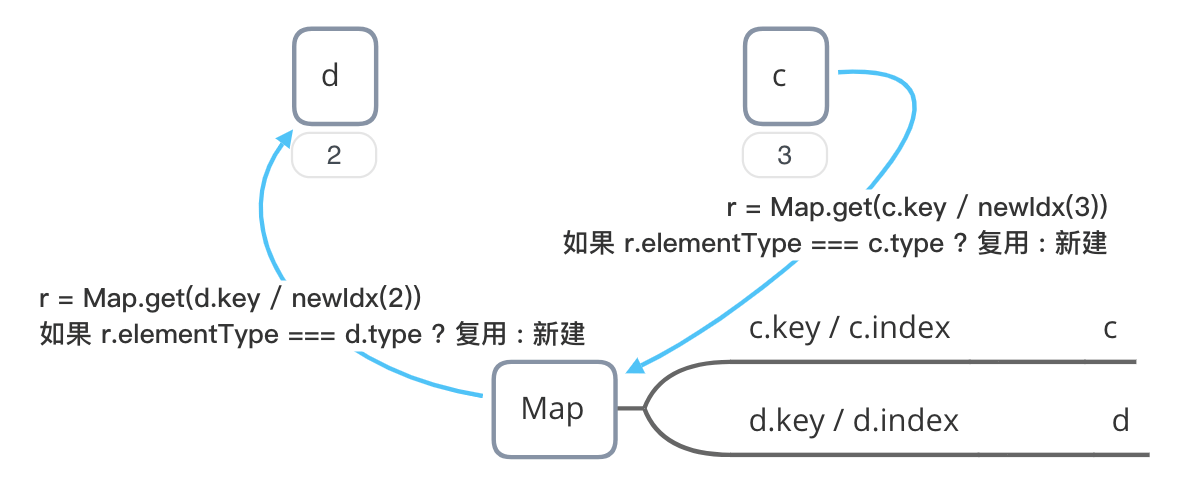 d
c
2
3
r = Map.get(c.key / newIdx(3))
如果 r.elementType === c.type ? 复用 : 新建
r = Map.get(d.key / newIdx(2))
如果 r.elementType === d.type ? 复用 : 新建
c.key / c.index
c
Map
d.key / d.index
d